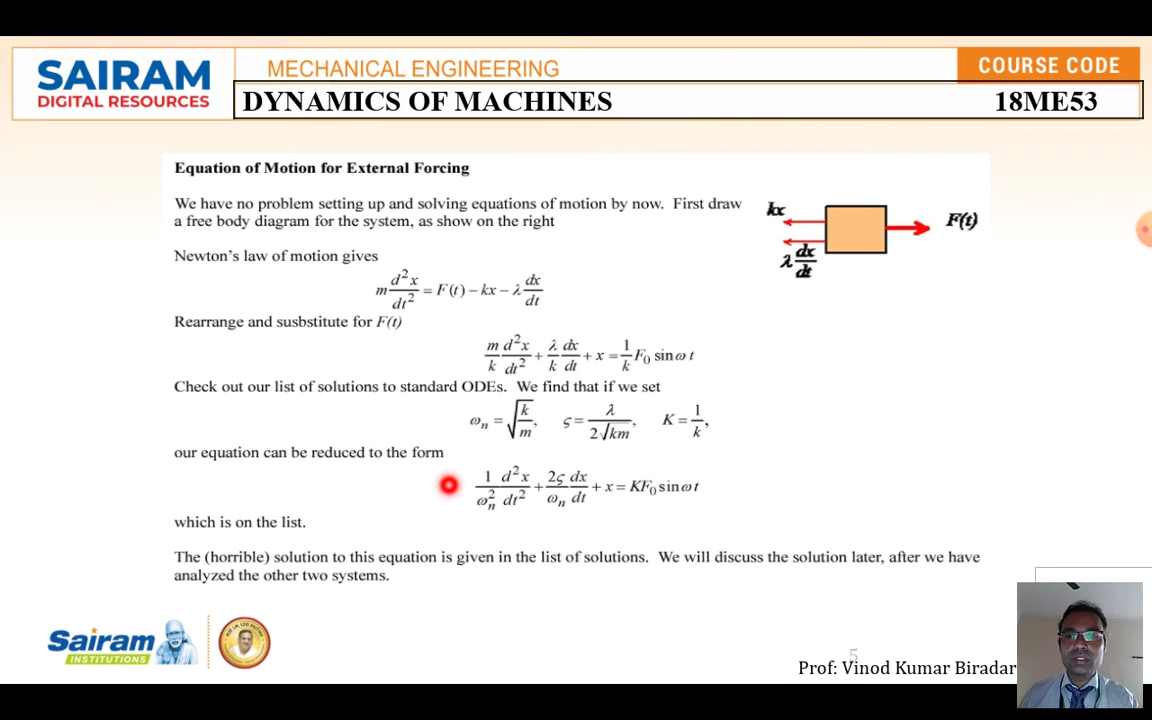 SAIRAM
DIGITAL RESOURCES
MECHANICAL ENGINEERING
COURSE CODE
DYNAMICS OF MACHINES
18ME53
Equation of Motion for External Forcing
We have no problem setting up and solving equations of motion by now. First draw
a free body diagram for the system, as show on the right
kx
F(t)
λ dx/dt
Newton's law of motion gives
m d²x/dt² = F(t) − kx − λ dx/dt
Rearrange and susbstitute for F(t)
m/k d²x/dt² + λ/k dx/dt + x = 1/k F₀ sin ω t
Check out our list of solutions to standard ODEs. We find that if we set
ωₙ = √(k/m), ς = λ/(2√km), K = 1/k,
our equation can be reduced to the form
1/ωₙ² d²x/dt² + 2ς/ωₙ dx/dt + x = KF₀ sin ω t
which is on the list.
The (horrible) solution to this equation is given in the list of solutions. We will discuss the solution later, after we have
analyzed the other two systems.
Sairam
INSTITUTIONS
5
Prof: Vinod Kumar Biradar